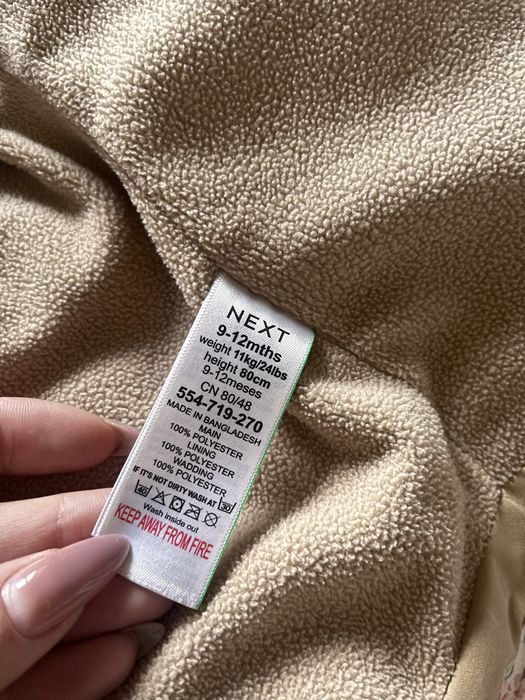 NEXT
9-12mths
weight 11kg/24lbs
height 80cm
9-12meses
CN 80/48
554-719-270
MADE IN BANGLADESH
MAIN
100% POLYESTER
LINING
100% POLYESTER
WADDING
100% POLYESTER
IF IT'S NOT DIRTY WASH AT 30
40
Wash inside out
KEEP AWAY FROM FIRE